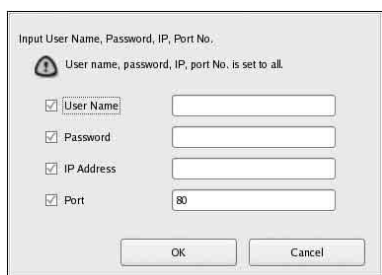 Input User Name, Password, IP, Port No.
User name, password, IP, port No. is set to all.
User Name
Password
IP Address
Port 80
OK Cancel